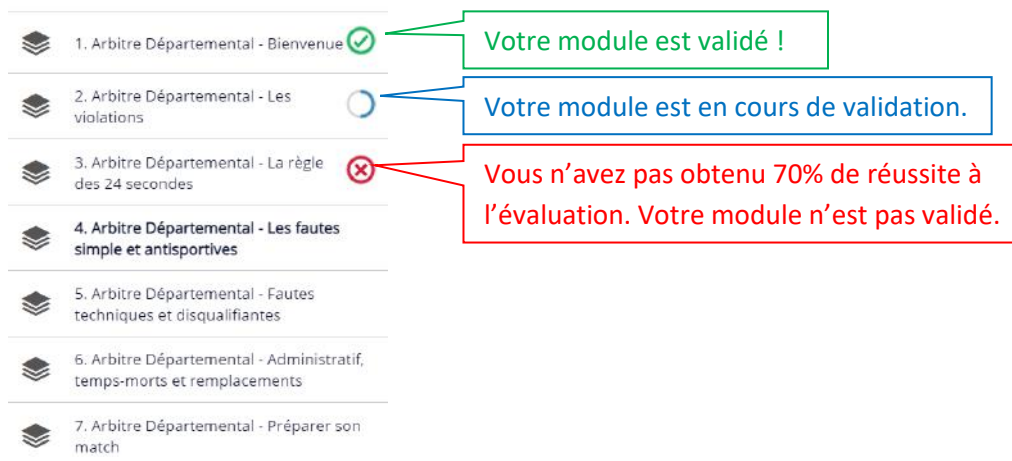 1. Arbitre Départemental - Bienvenue
Votre module est validé !
2. Arbitre Départemental - Les
violations
Votre module est en cours de validation.
3. Arbitre Départemental - La règle
des 24 secondes
Vous n’avez pas obtenu 70% de réussite à
l’évaluation. Votre module n’est pas validé.
4. Arbitre Départemental - Les fautes
simple et antisportives
5. Arbitre Départemental - Fautes
techniques et disqualifiantes
6. Arbitre Départemental - Administratif,
temps-morts et remplacements
7. Arbitre Départemental - Préparer son
match